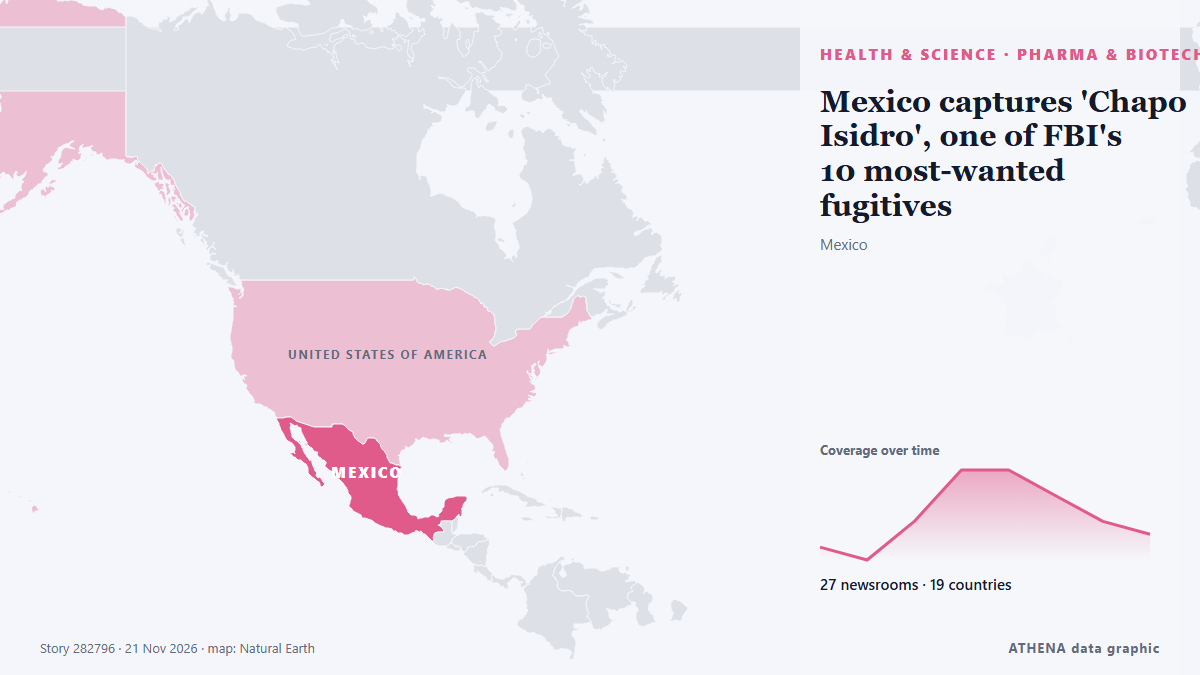 HEALTH & SCIENCE · PHARMA & BIOTECH
Mexico captures 'Chapo
Isidro', one of FBI's
10 most-wanted
fugitives
Mexico
UNITED STATES OF AMERICA
MEXICO
Coverage over time
27 newsrooms · 19 countries
Story 282796 · 21 Nov 2026 · map: Natural Earth
ATHENA data graphic